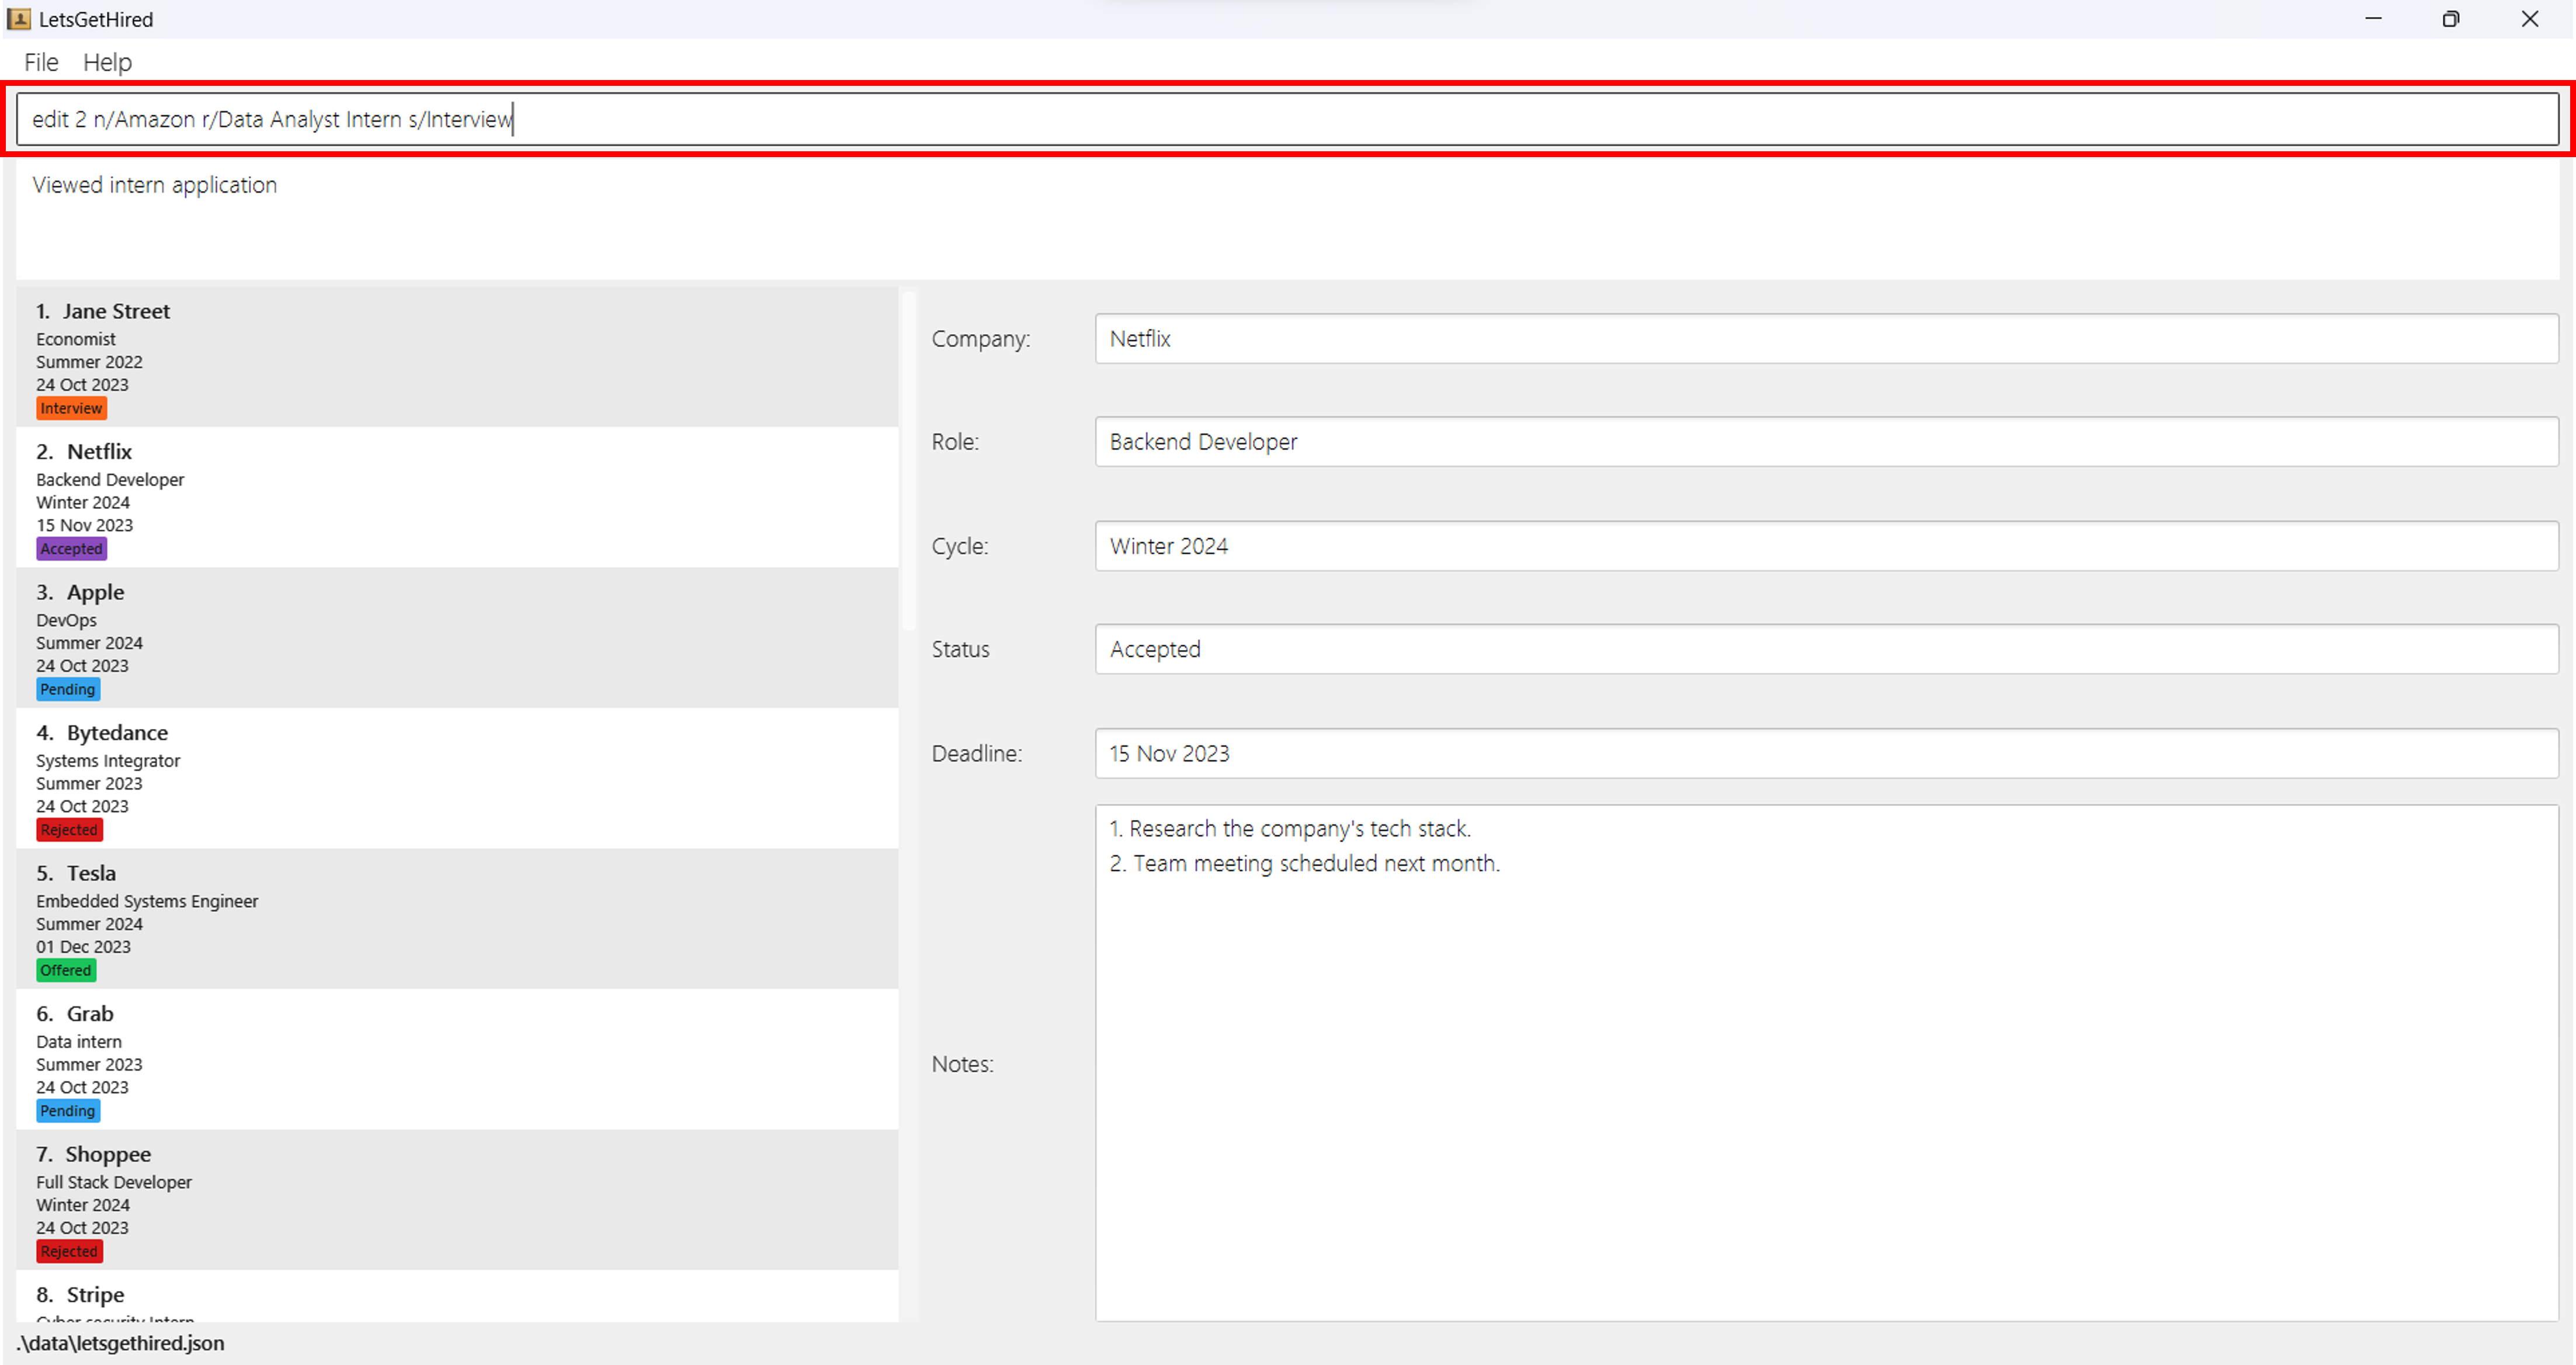 LetsGetHired
File Help
edit 2 n/Amazon r/Data Analyst Intern s/Interview
Viewed intern application
1. Jane Street
Economist
Summer 2022
24 Oct 2023
Interview
2. Netflix
Backend Developer
Winter 2024
15 Nov 2023
Accepted
3. Apple
DevOps
Summer 2024
24 Oct 2023
Pending
4. Bytedance
Systems Integrator
Summer 2023
24 Oct 2023
Rejected
5. Tesla
Embedded Systems Engineer
Summer 2024
01 Dec 2023
Offered
6. Grab
Data intern
Summer 2023
24 Oct 2023
Pending
7. Shoppee
Full Stack Developer
Winter 2024
24 Oct 2023
Rejected
8. Stripe
Cyber security Intern
Company: Netflix
Role: Backend Developer
Cycle: Winter 2024
Status Accepted
Deadline: 15 Nov 2023
Notes:
1. Research the company's tech stack.
2. Team meeting scheduled next month.
.\data\letsgethired.json